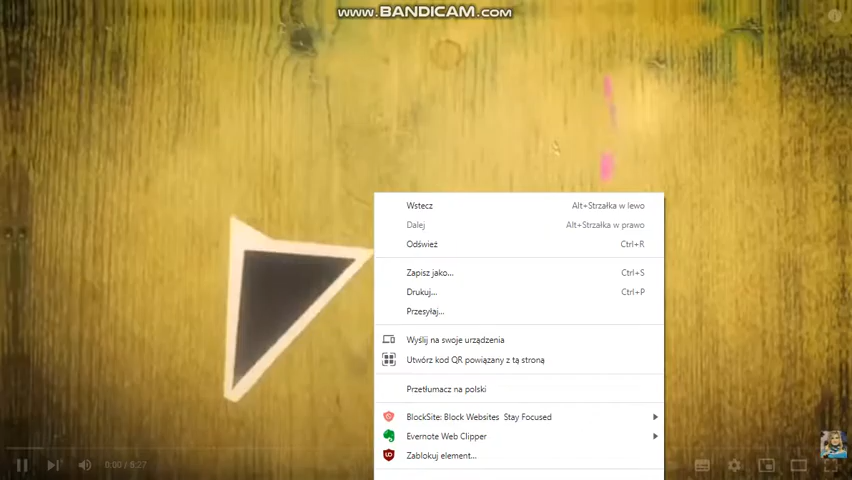 www.BANDICAM.com
Wstecz Alt+Strzałka w lewo
Dalej Alt+Strzałka w prawo
Odśwież Ctrl+R
Zapisz jako... Ctrl+S
Drukuj... Ctrl+P
Przesyłaj...
Wyślij na swoje urządzenia
Utwórz kod QR powiązany z tą stroną
Przetłumacz na polski
BlockSite: Block Websites Stay Focused
Evernote Web Clipper
Zablokuj element...
0:00 / 5:27